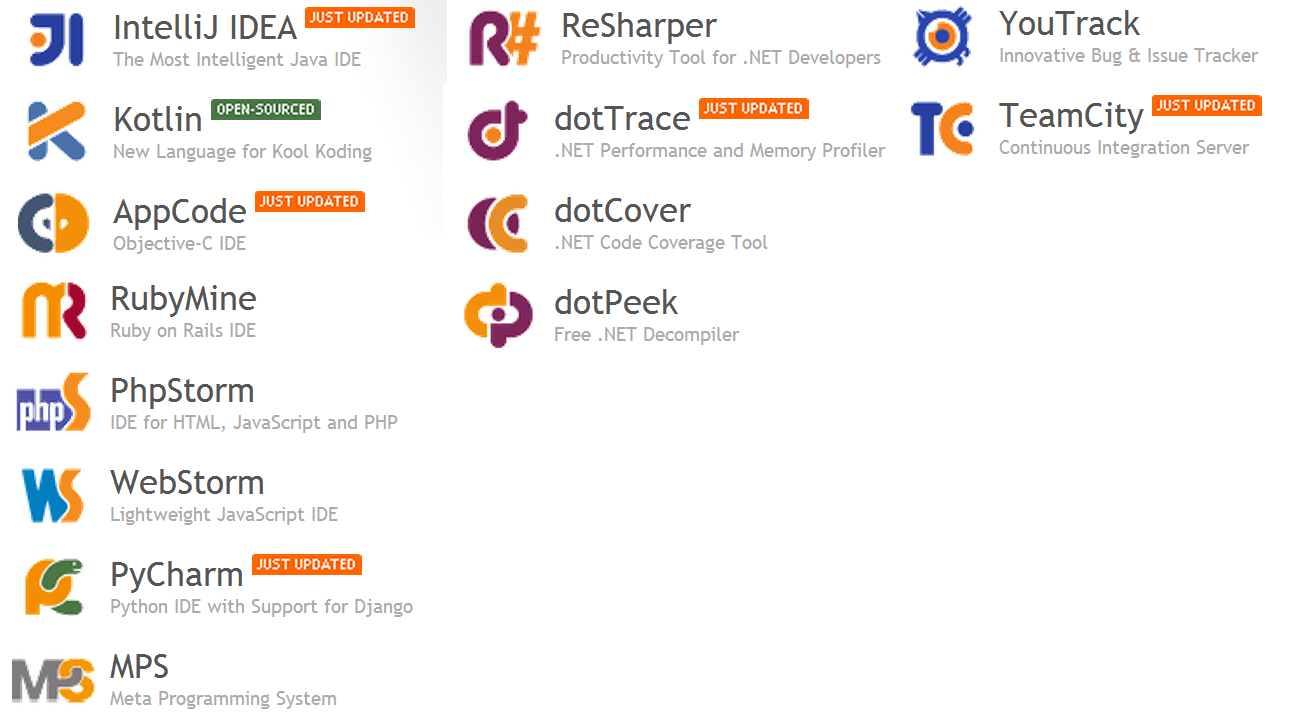 IntelliJ IDEA JUST UPDATED
The Most Intelligent Java IDE
Kotlin OPEN-SOURCED
New Language for Kool Koding
AppCode JUST UPDATED
Objective-C IDE
RubyMine
Ruby on Rails IDE
php
PhpStorm
IDE for HTML, JavaScript and PHP
WS
WebStorm
Lightweight JavaScript IDE
PyCharm JUST UPDATED
Python IDE with Support for Django
MPS
MPS
Meta Programming System
R#
ReSharper
Productivity Tool for .NET Developers
dotTrace JUST UPDATED
.NET Performance and Memory Profiler
dotCover
.NET Code Coverage Tool
dotPeek
Free .NET Decompiler
YouTrack
Innovative Bug & Issue Tracker
TC
TeamCity JUST UPDATED
Continuous Integration Server